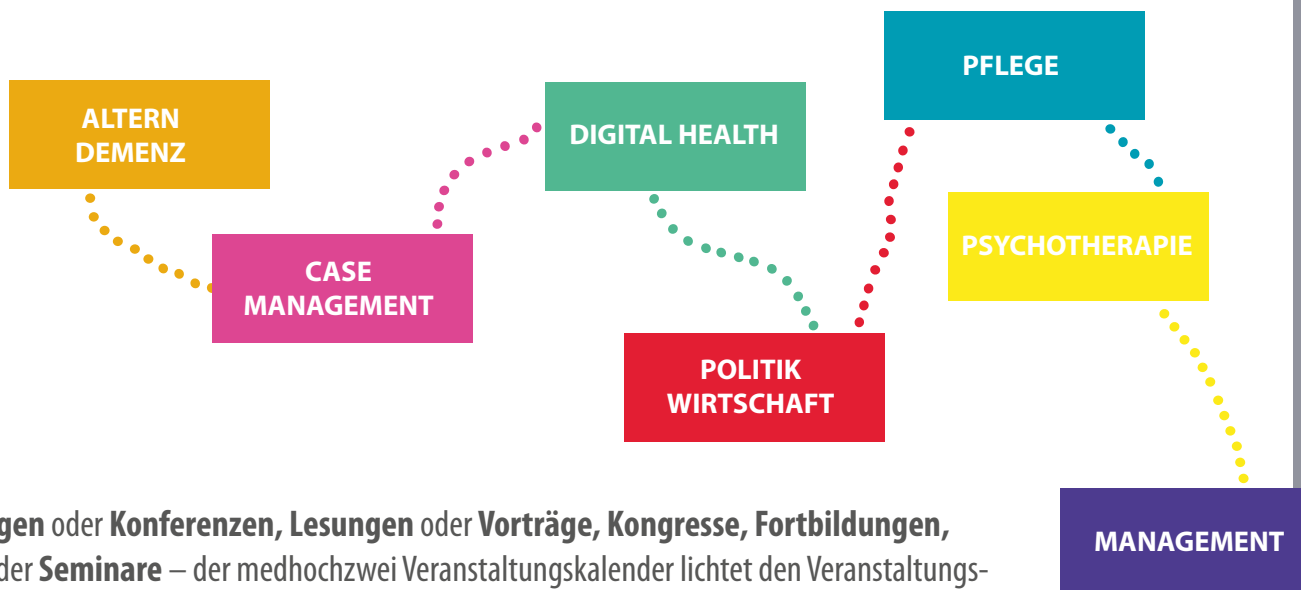 ALTERN
DEMENZ
CASE
MANAGEMENT
DIGITAL HEALTH
POLITIK
WIRTSCHAFT
PFLEGE
PSYCHOTHERAPIE
MANAGEMENT
gen oder Konferenzen, Lesungen oder Vorträge, Kongresse, Fortbildungen,
der Seminare – der medhochzwei Veranstaltungskalender lichtet den Veranstaltungs-